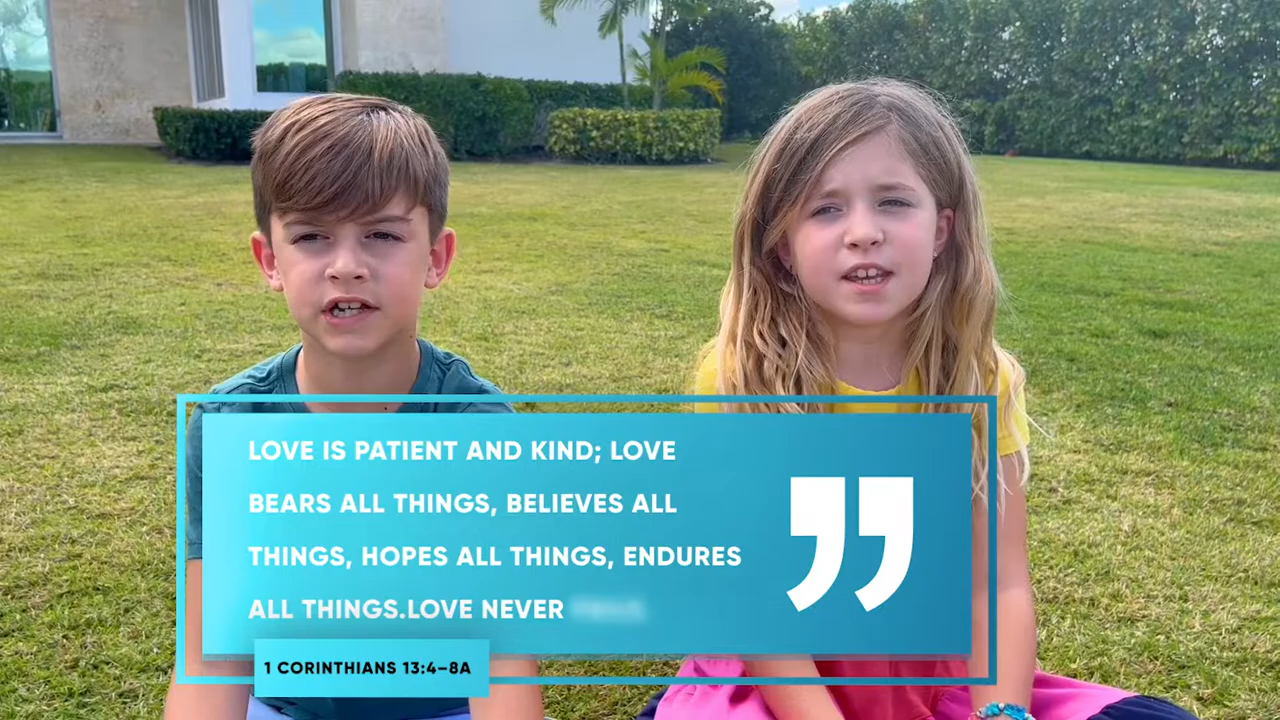 LOVE IS PATIENT AND KIND; LOVE
BEARS ALL THINGS, BELIEVES ALL
THINGS, HOPES ALL THINGS, ENDURES
ALL THINGS.LOVE NEVER
1 CORINTHIANS 13:4–8A